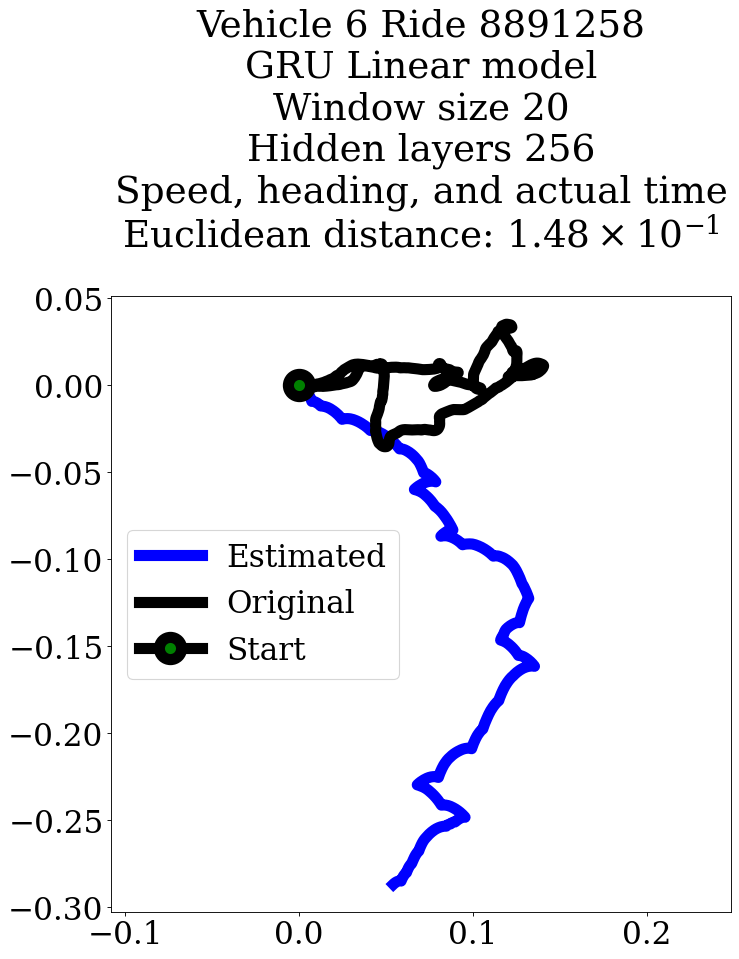 Vehicle 6 Ride 8891258
GRU Linear model
Window size 20
Hidden layers 256
Speed, heading, and actual time
Euclidean distance: 1.48 × 10⁻¹
0.05
0.00
−0.05
−0.10
−0.15
−0.20
−0.25
−0.30
Estimated
Original
Start
−0.1
0.0
0.1
0.2